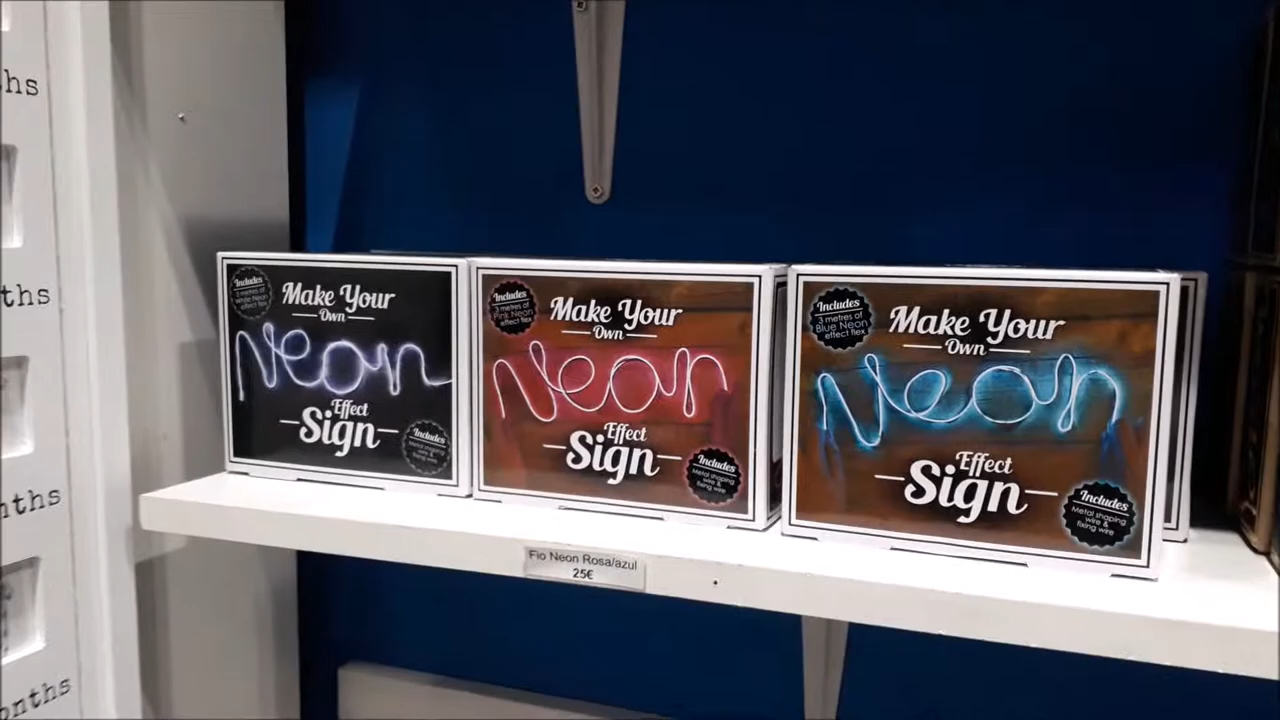 ths
ths
nths
onths
Includes
3 metres of
White Neon
effect flex
Make Your
Own
Neon
Effect
Sign
Includes
Metal shaping
wire &
fixing wire
Includes
3 metres of
Pink Neon
effect flex
Make Your
Own
Neon
Effect
Sign
Includes
Metal shaping
wire &
fixing wire
Includes
3 metres of
Blue Neon
effect flex
Make Your
Own
Neon
Effect
Sign
Includes
Metal shaping
wire &
fixing wire
Fio Neon Rosa/azul
25€